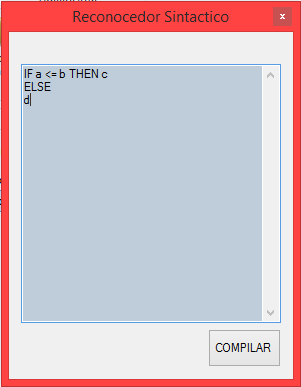 Reconocedor Sintactico
x
IF a <= b THEN c
ELSE
d
COMPILAR